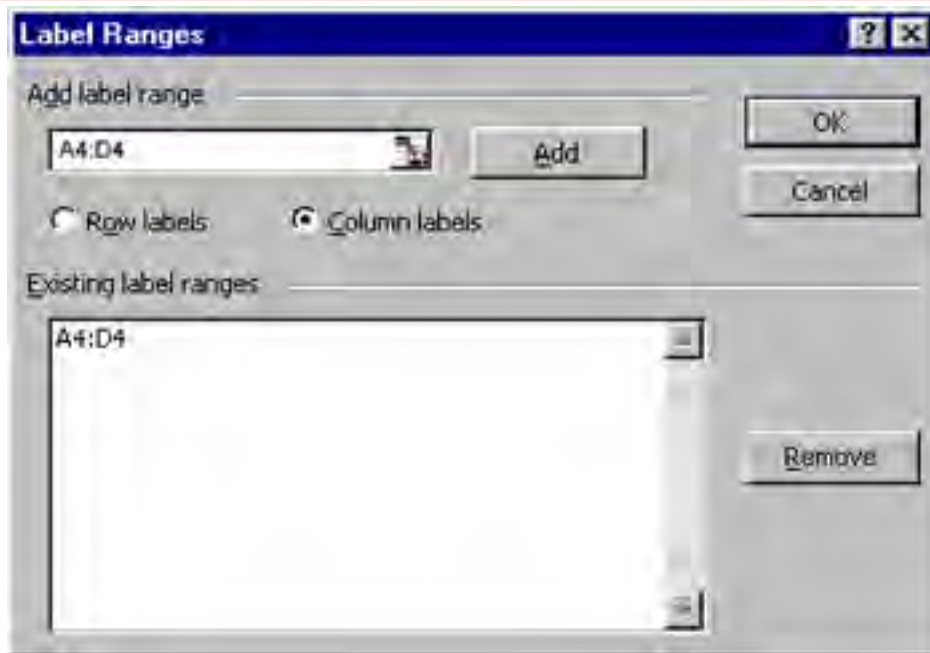 Label Ranges
Add label range
A4:D4
Add
OK
Cancel
Row labels
Column labels
Existing label ranges
A4:D4
Remove